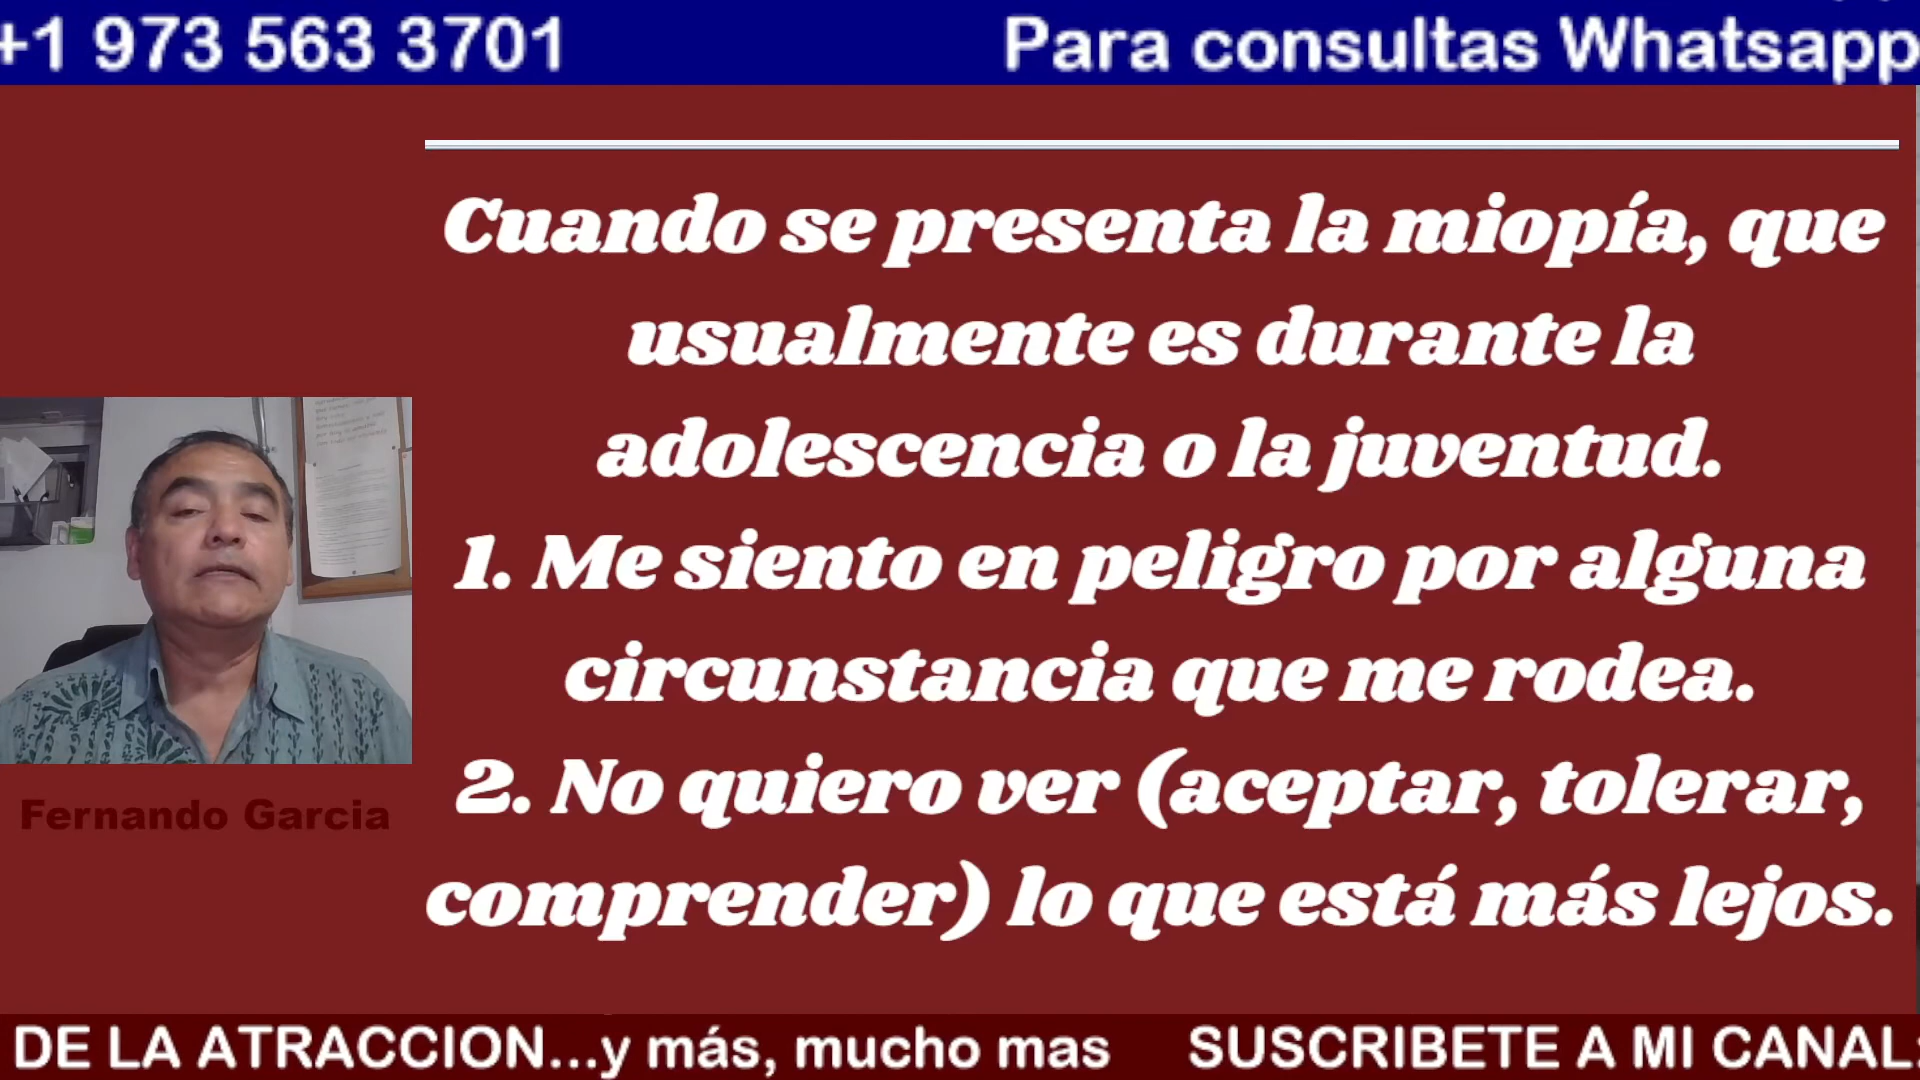 +1 973 563 3701 Para consultas Whatsapp
Cuando se presenta la miopía, que
usualmente es durante la
adolescencia o la juventud.
1. Me siento en peligro por alguna
circunstancia que me rodea.
2. No quiero ver (aceptar, tolerar,
comprender) lo que está más lejos.
Fernando Garcia
DE LA ATRACCION...y más, mucho mas SUSCRIBETE A MI CANAL: